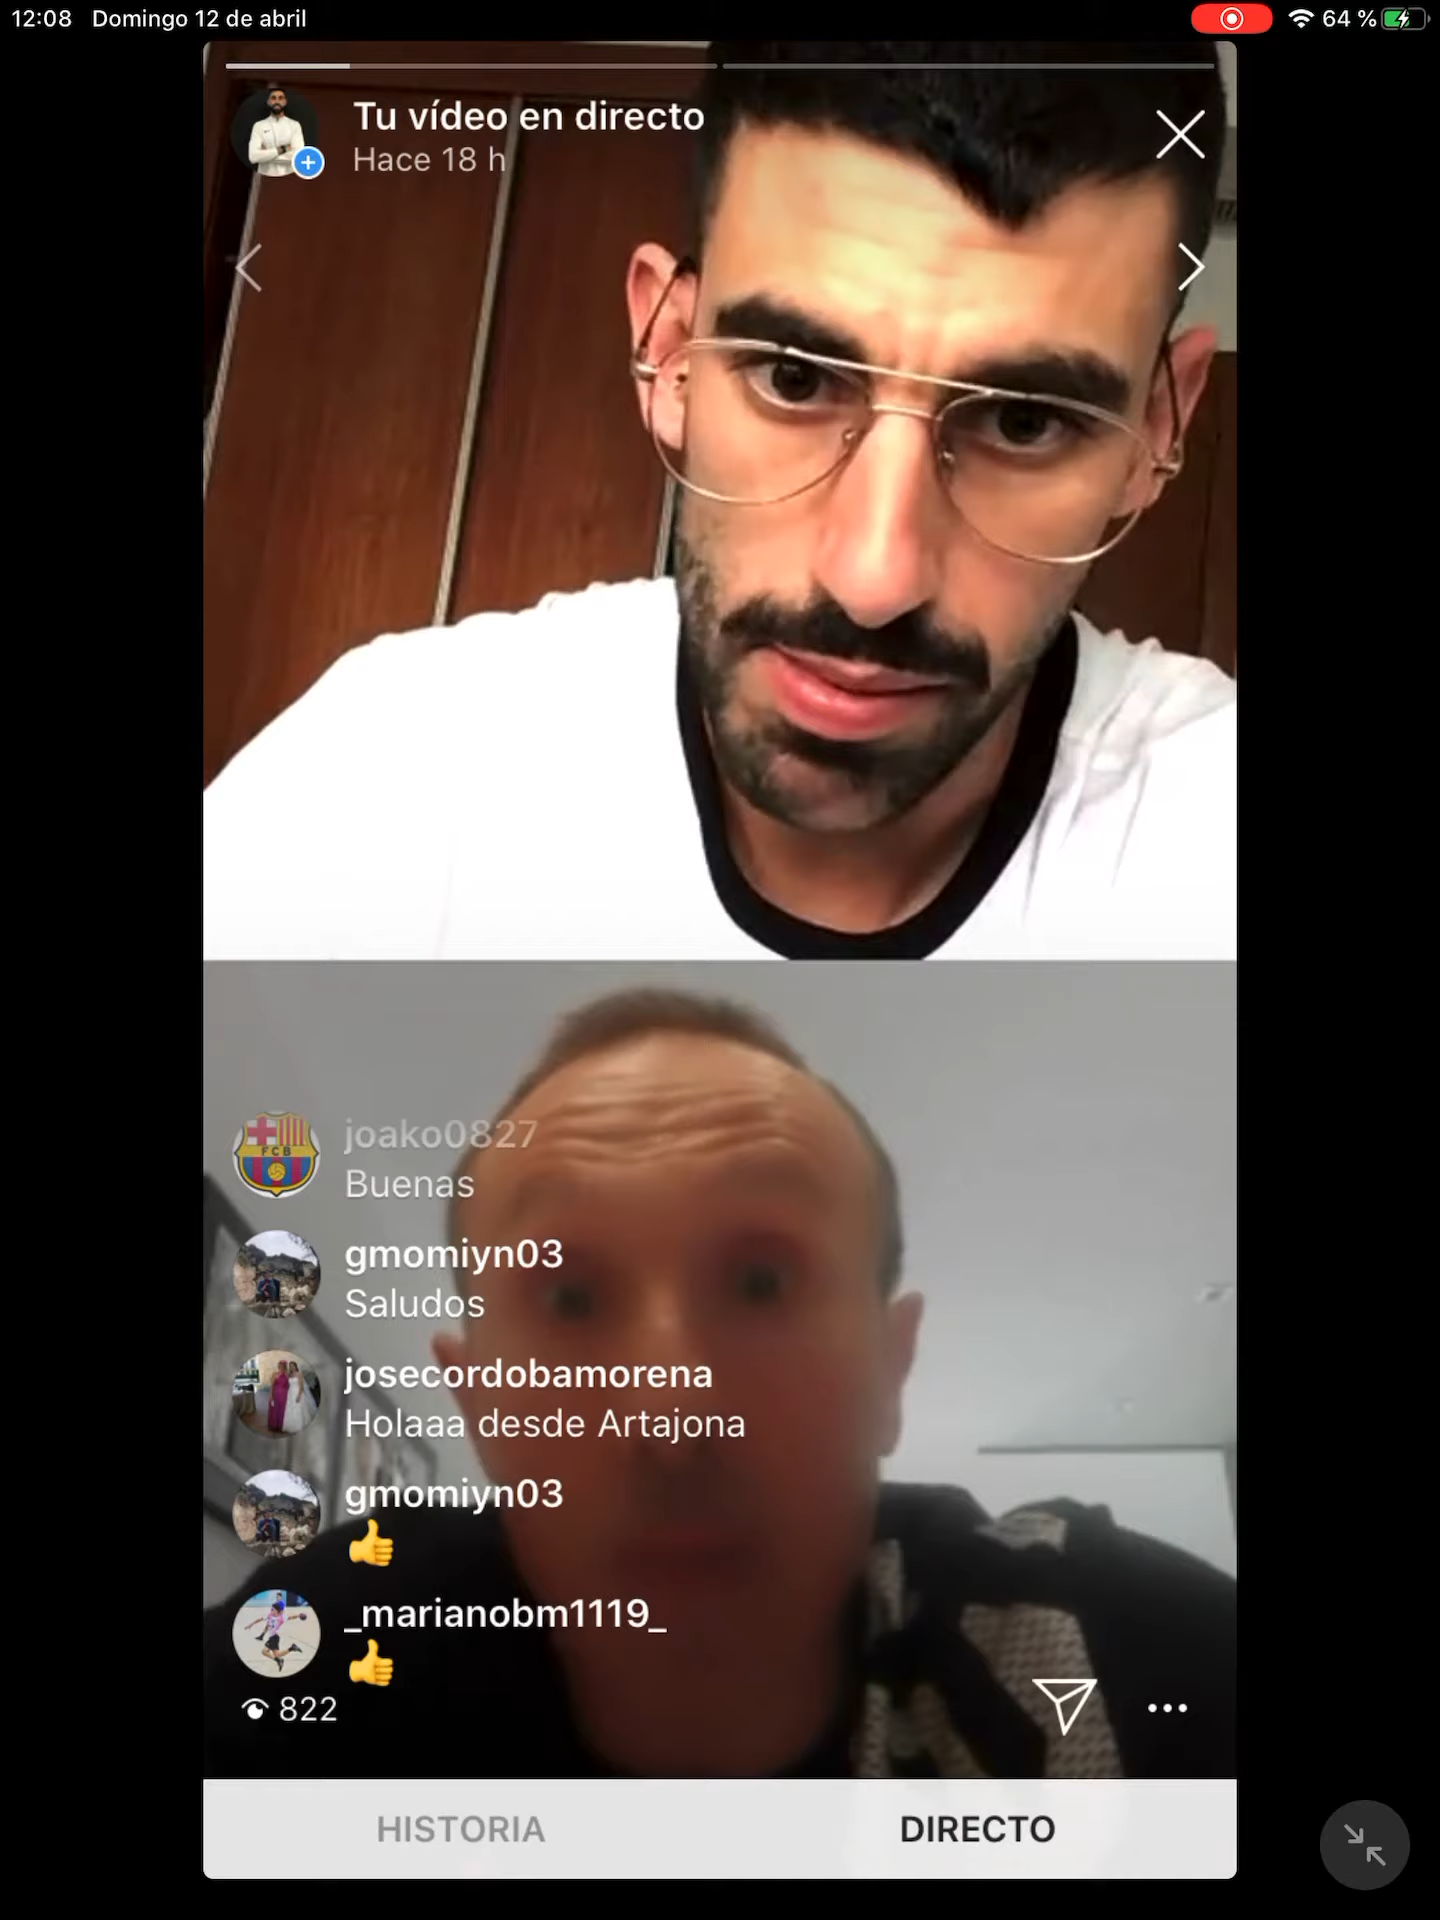 12:08 Domingo 12 de abril
64 %
Tu vídeo en directo
Hace 18 h
joako0827
FCB
Buenas
gmomiyn03
Saludos
josecordobamorena
Holaaa desde Artajona
gmomiyn03
👍
_marianobm1119_
👍
822
HISTORIA
DIRECTO